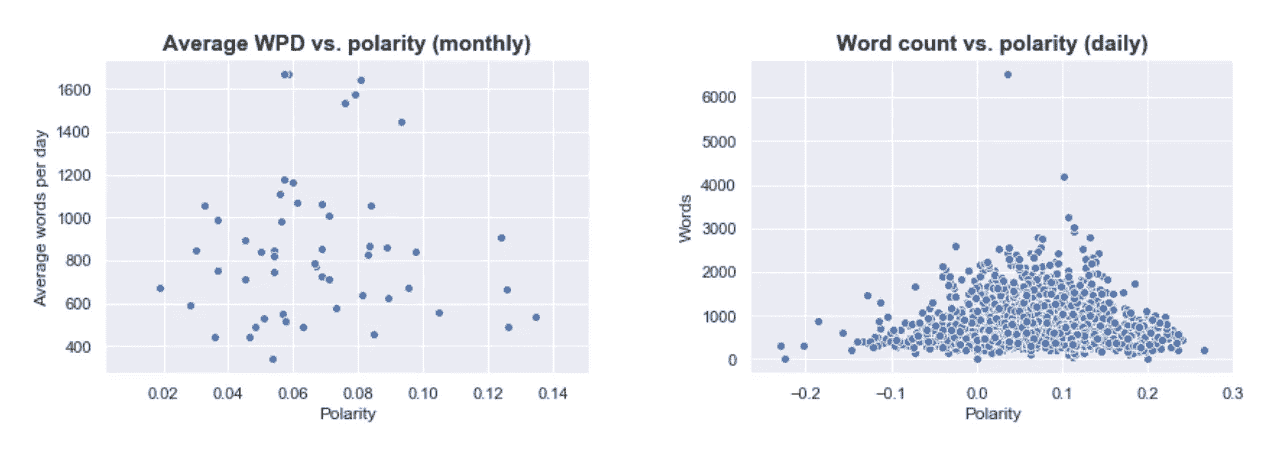 Average WPD vs. polarity (monthly)
Average words per day
1600
1400
1200
1000
800
600
400
0.02 0.04 0.06 0.08 0.10 0.12 0.14
Polarity
Word count vs. polarity (daily)
Words
6000
5000
4000
3000
2000
1000
0
−0.2 −0.1 0.0 0.1 0.2 0.3
Polarity